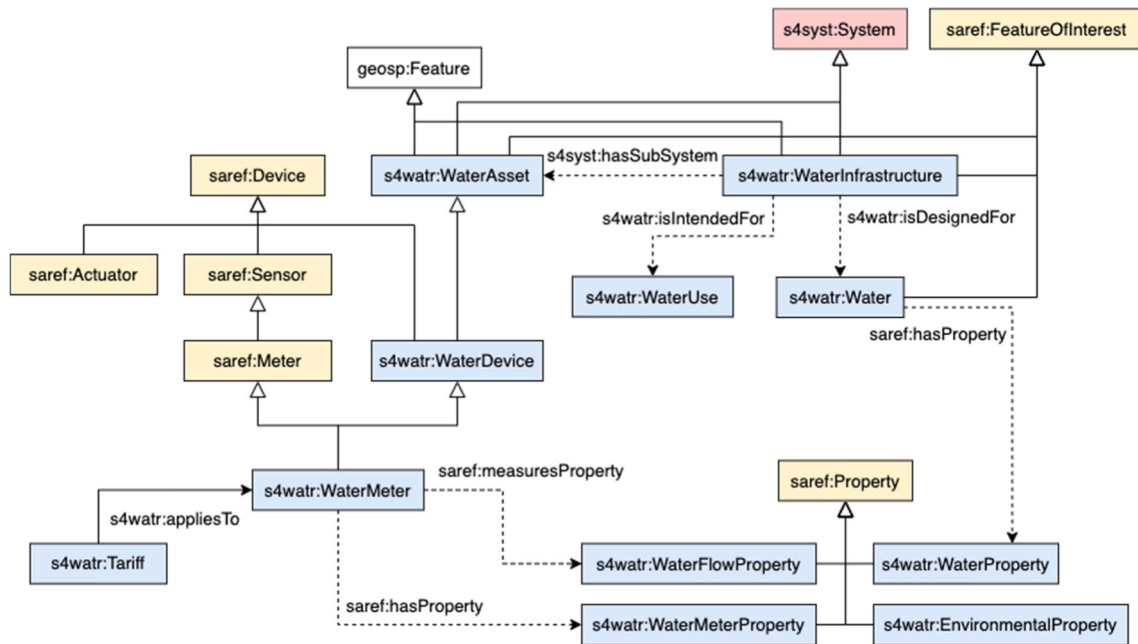 s4syst:System
saref:FeatureOfInterest
geosp:Feature
s4syst:hasSubSystem
saref:Device
s4watr:WaterAsset
s4watr:WaterInfrastructure
s4watr:isIntendedFor
s4watr:isDesignedFor
saref:Actuator
saref:Sensor
s4watr:WaterUse
s4watr:Water
saref:hasProperty
saref:Meter
s4watr:WaterDevice
saref:measuresProperty
saref:Property
s4watr:WaterMeter
s4watr:appliesTo
s4watr:Tariff
s4watr:WaterFlowProperty
s4watr:WaterProperty
saref:hasProperty
s4watr:WaterMeterProperty
s4watr:EnvironmentalProperty